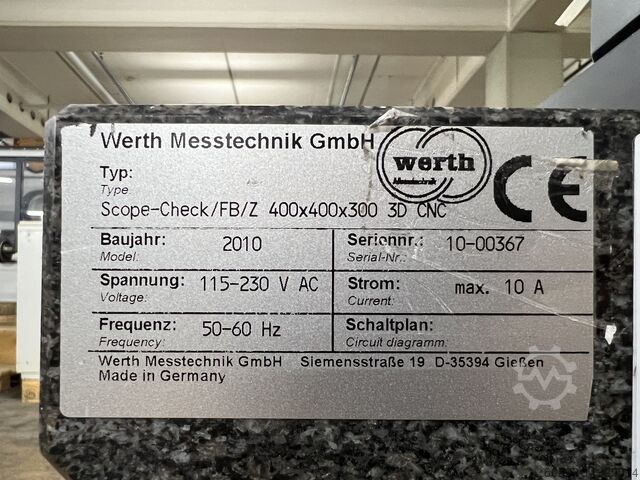 Werth Messtechnik GmbH
werth
Messtechnik
CE
Typ:
Type.
Scope-Check/FB/Z 400x400x300 3D CNC
Baujahr: 2010 Seriennr.: 10-00367
Model: Serial-Nr.:
Spannung: 115-230 V AC Strom: max. 10 A
Voltage: Current:
Frequenz: 50-60 Hz Schaltplan:
Frequency: Circuit diagramm:
Werth Messtechnik GmbH Siemensstraße 19 D-35394 Gießen
Made in Germany